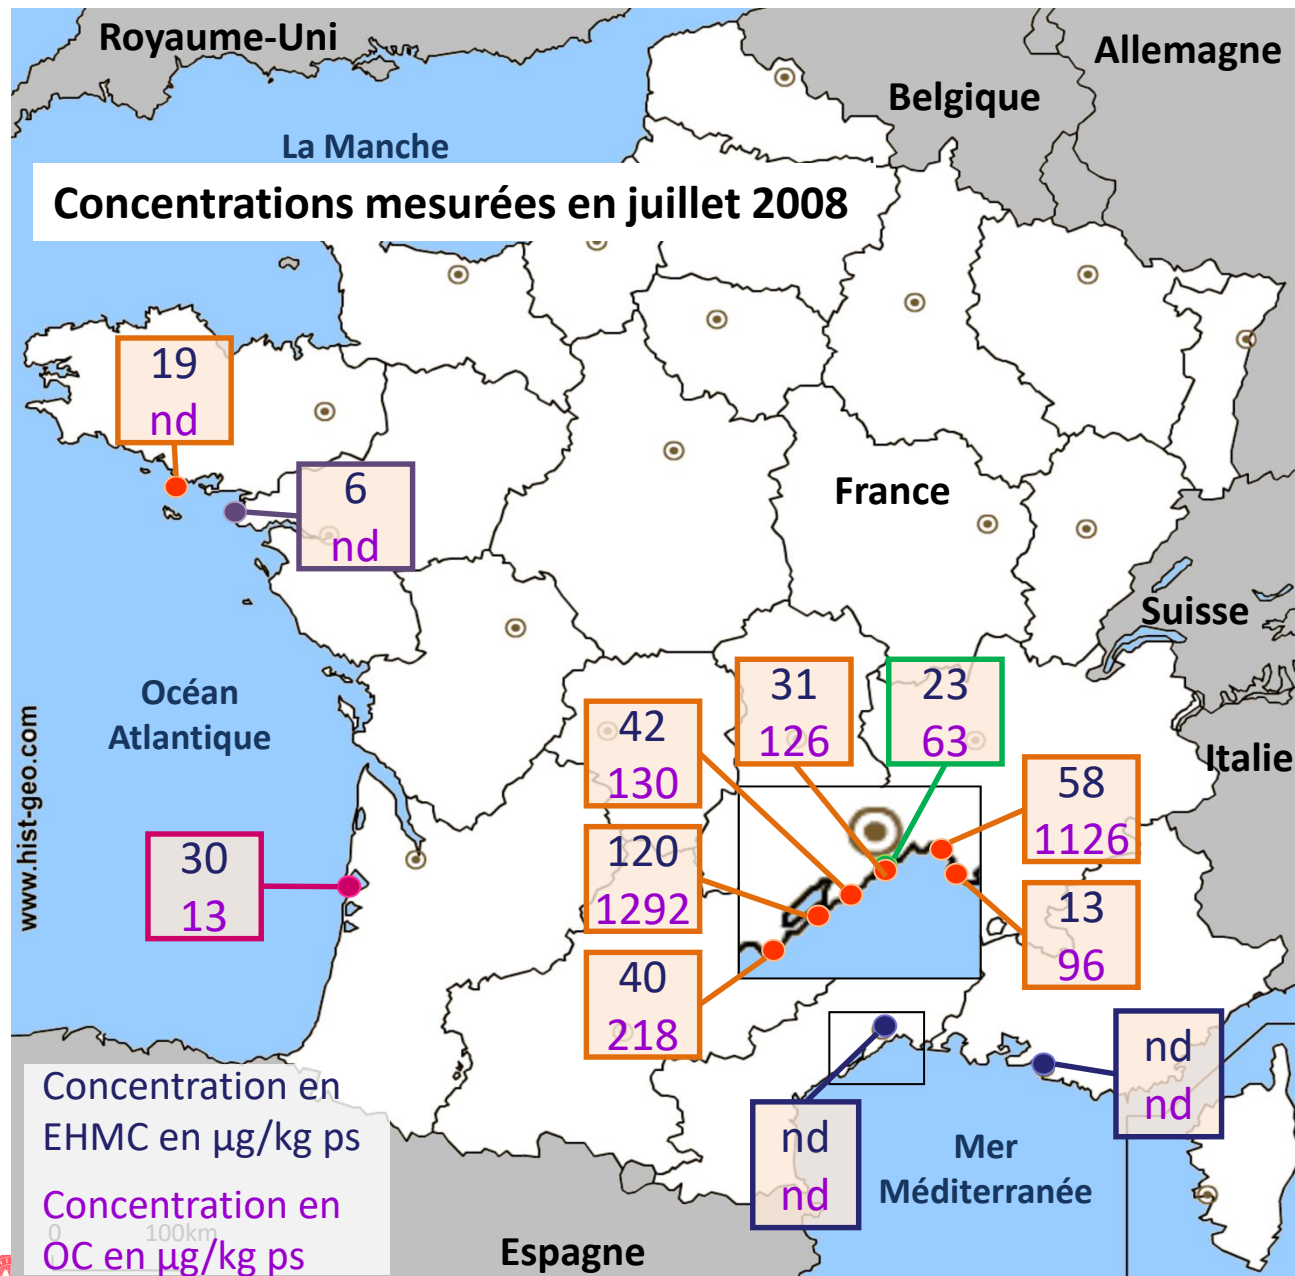 Royaume-Uni
Allemagne
Belgique
La Manche
Concentrations mesurées en juillet 2008
19
nd
6
nd
France
Suisse
Océan
Atlantique
www.hist-geo.com
31
126
23
63
42
130
Italie
58
1126
120
1292
30
13
13
96
40
218
nd
nd
nd
nd
Mer
Méditerranée
Concentration en
EHMC en µg/kg ps
Concentration en
OC en µg/kg ps
0 100km
Espagne